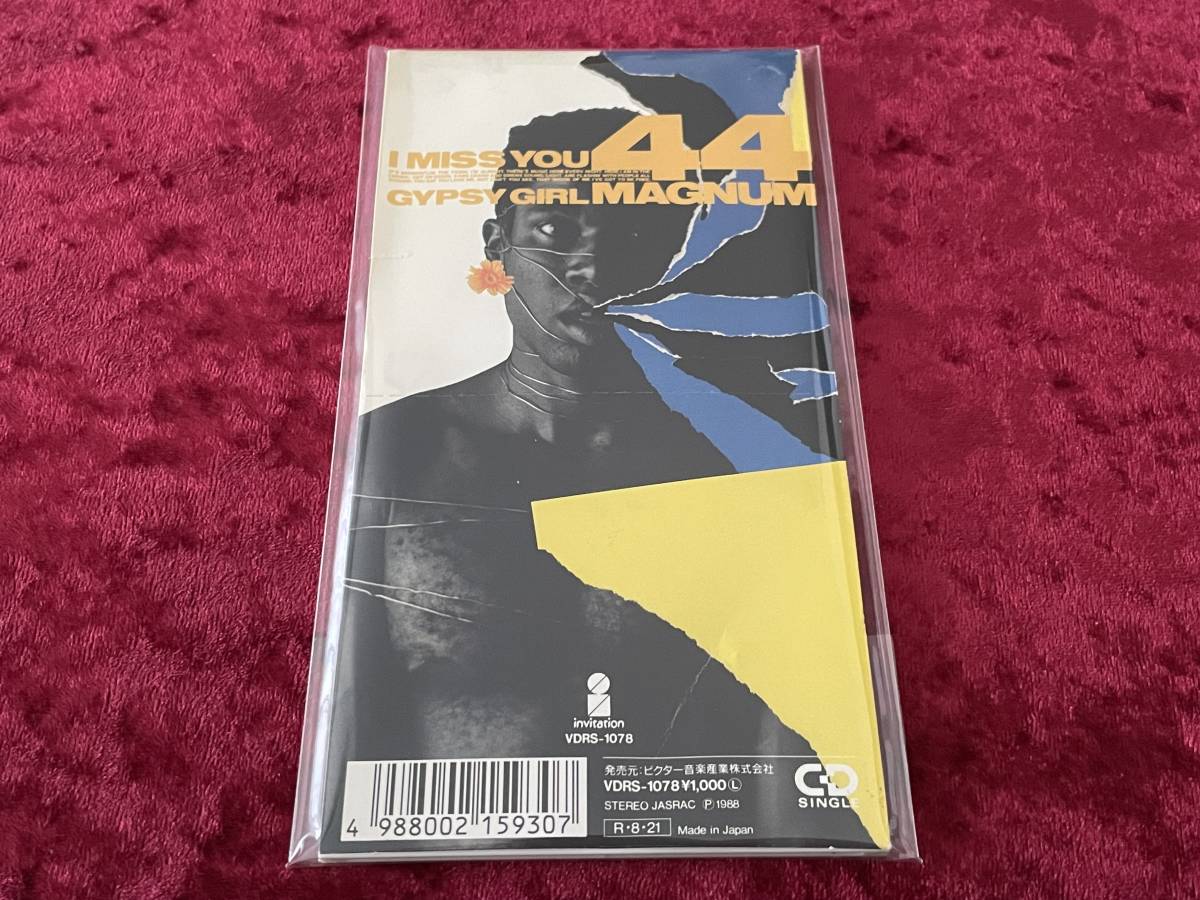 I MISS YOU 44
GYPSY GIRL MAGNUM
invitation
VDRS-1078
発売元:ビクター音楽産業株式会社
VDRS-1078 ¥1,000 Ⓛ
STEREO JASRAC Ⓟ1988
R・8・21 Made in Japan
CD
SINGLE
4 988002 159307